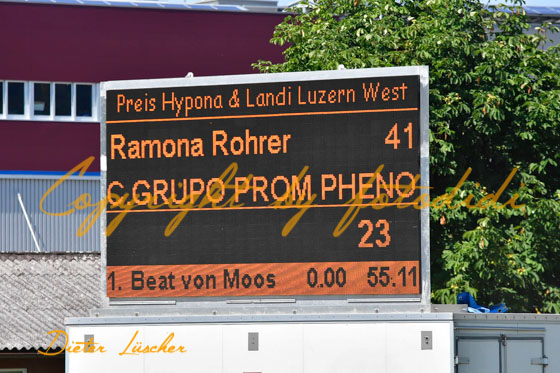 Preis Hypona & Landi Luzern West
Ramona Rohrer 41
C GRUPO PROM PHENO
23
1. Beat von Moos 0.00 55.11
Copyright by fotodidi
Dieter Lüscher